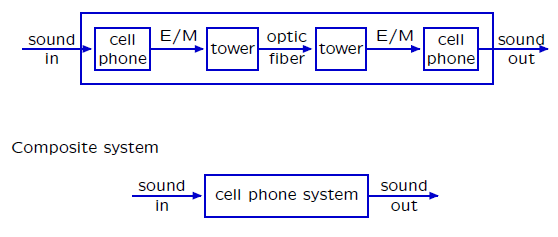 sound in
cell phone
E/M
tower
optic fiber
tower
E/M
cell phone
sound out
Composite system
sound in
cell phone system
sound out